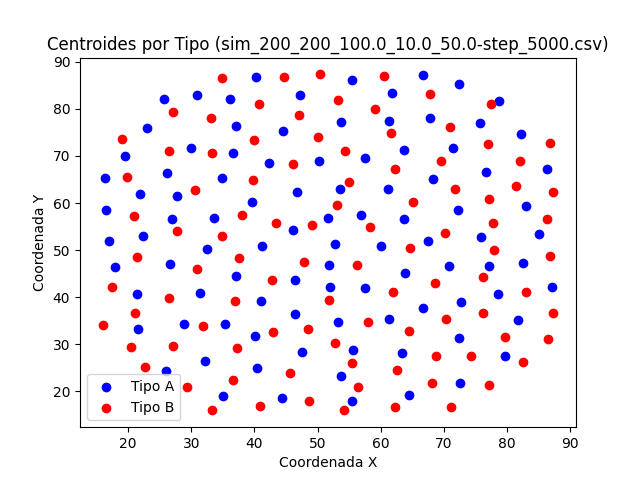 Centroides por Tipo (sim_200_200_100.0_10.0_50.0-step_5000.csv)
90
80
70
60
50
40
30
20
Coordenada Y
Tipo A
Tipo B
20 30 40 50 60 70 80 90
Coordenada X